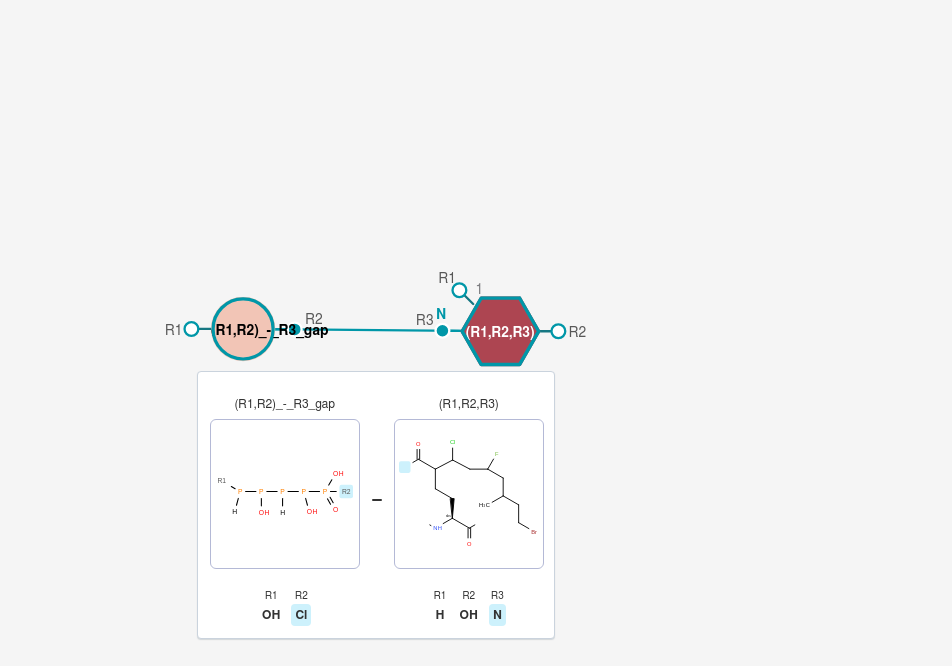 R1
1
N
R1
R1,R2)_-_R3_gap
R2
R3
(R1,R2,R3)
R2
(R1,R2)_-_R3_gap
(R1,R2,R3)
R1
P
P
P
P
P
OH
R2
H
OH
H
OH
O
–
O
Cl
F
H₃C
Br
NH
O
R1 R2
OH Cl
R1 R2 R3
H OH N